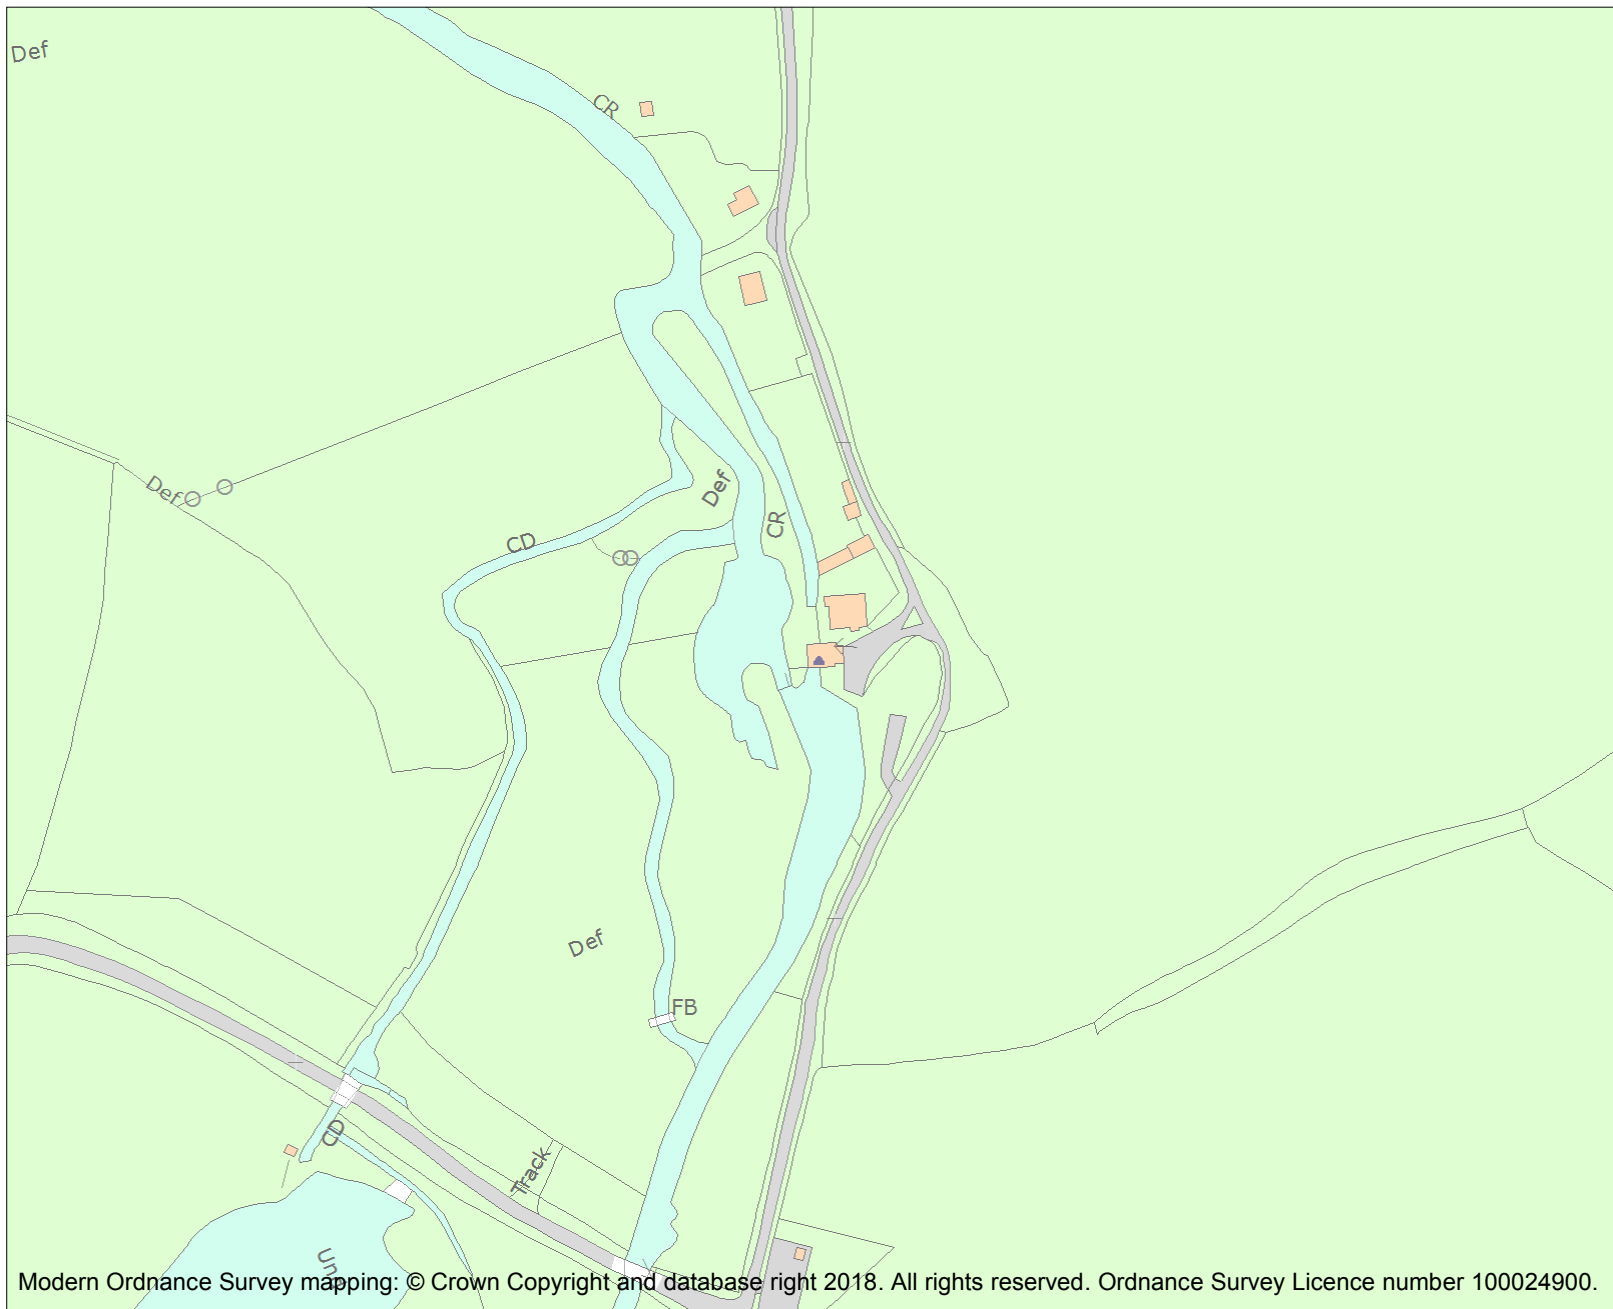 Def
CR
Def
Def
CR
CD
Def
FB
CD
Track
Und
Modern Ordnance Survey mapping: © Crown Copyright and database right 2018. All rights reserved. Ordnance Survey Licence number 100024900.